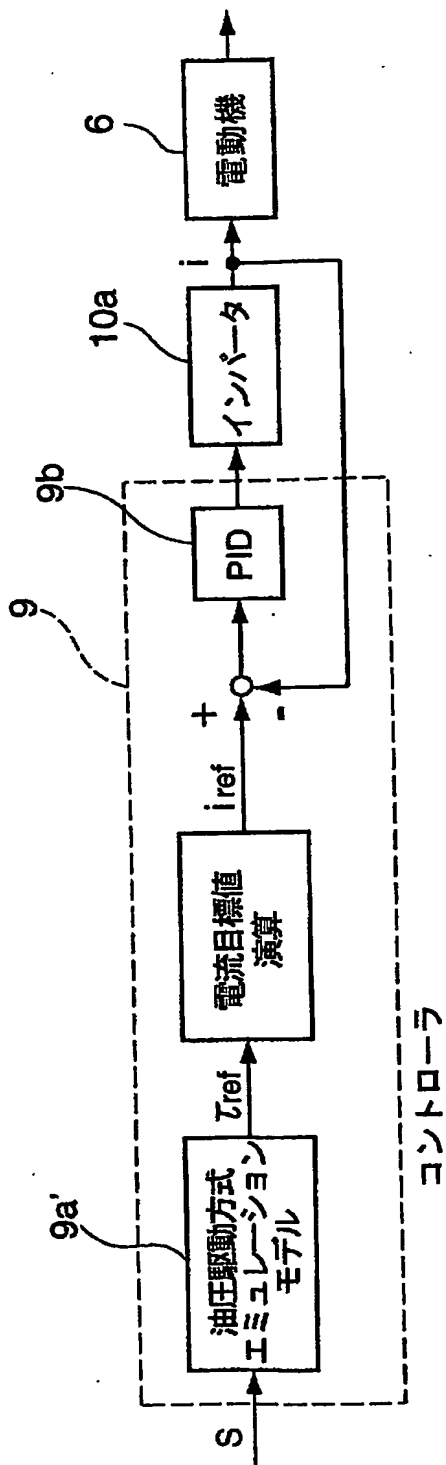 S
9a'
油圧駆動方式
エミュレーション
モデル
τref
電流目標値
演算
iref
+
-
9
9b
PID
10a
インバータ
i
6
電動機
コントローラ